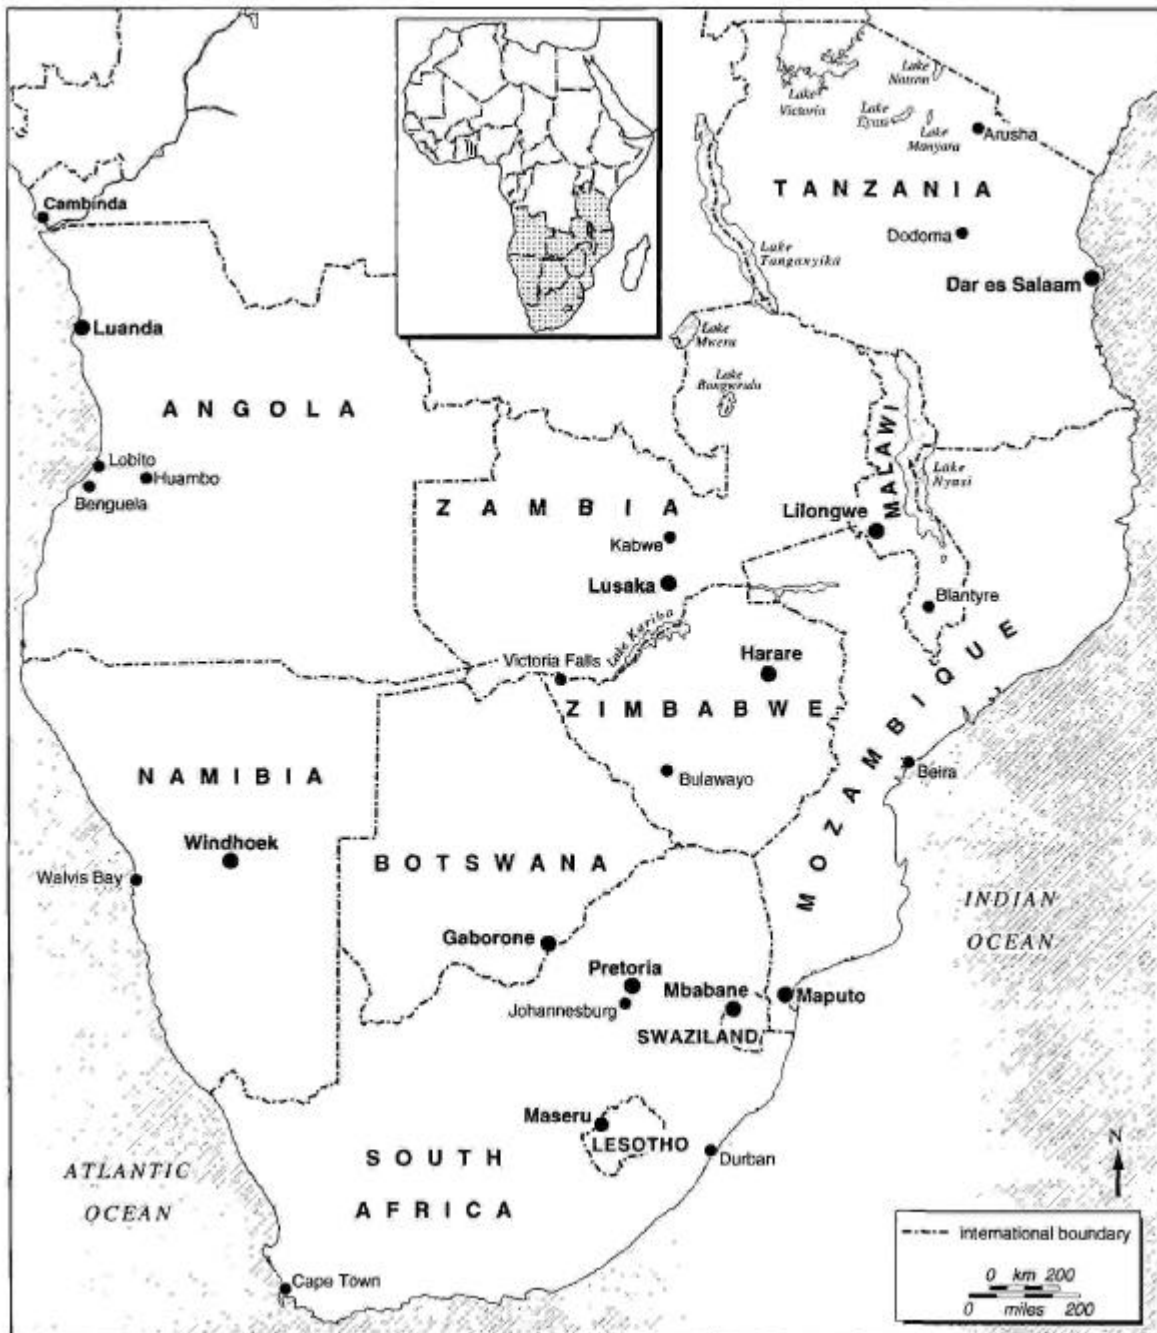 Lake
Natron
Lake
Victoria
Lake
Eyasi
Lake
Manyara
Arusha
TANZANIA
Cambinda
Dodoma
Lake
Tanganyika
Dar es Salaam
Luanda
Lake
Mweru
Lake
Bangweulu
ANGOLA
MALAWI
Lobito
Huambo
Benguela
Lake
Nyasi
ZAMBIA
Lilongwe
Kabwe
Lusaka
Blantyre
Lake Kariba
Victoria Falls
Harare
ZIMBABWE
MOZAMBIQUE
NAMIBIA
Bulawayo
Beira
Windhoek
BOTSWANA
Walvis Bay
INDIAN
OCEAN
Gaborone
Pretoria
Mbabane
Maputo
Johannesburg
SWAZILAND
Maseru
LESOTHO
Durban
N
SOUTH
AFRICA
ATLANTIC
OCEAN
international boundary
0 km 200
0 miles 200
Cape Town